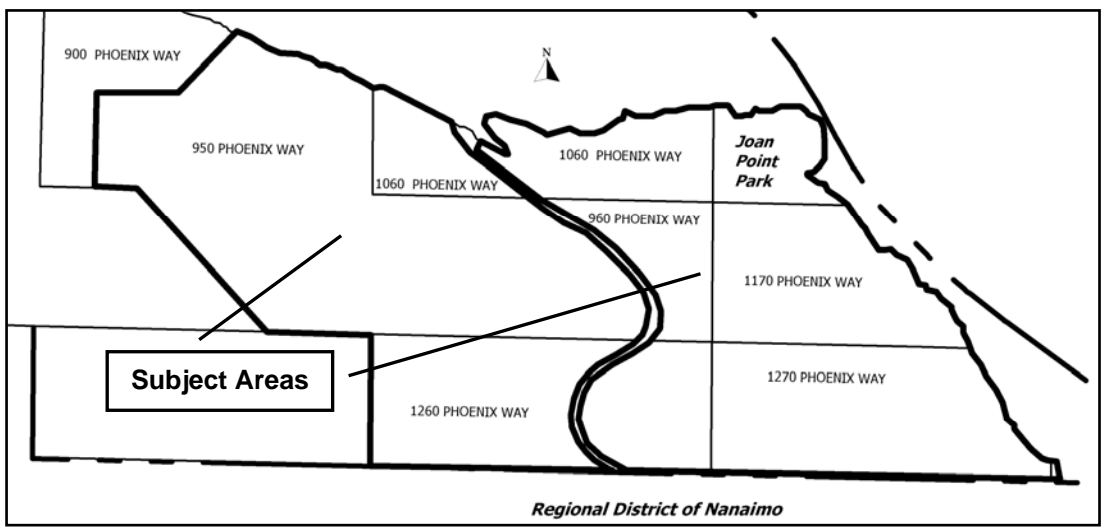 900 PHOENIX WAY
N
950 PHOENIX WAY
1060 PHOENIX WAY
Joan
Point
Park
1060 PHOENIX WAY
960 PHOENIX WAY
1170 PHOENIX WAY
Subject Areas
1270 PHOENIX WAY
1260 PHOENIX WAY
Regional District of Nanaimo